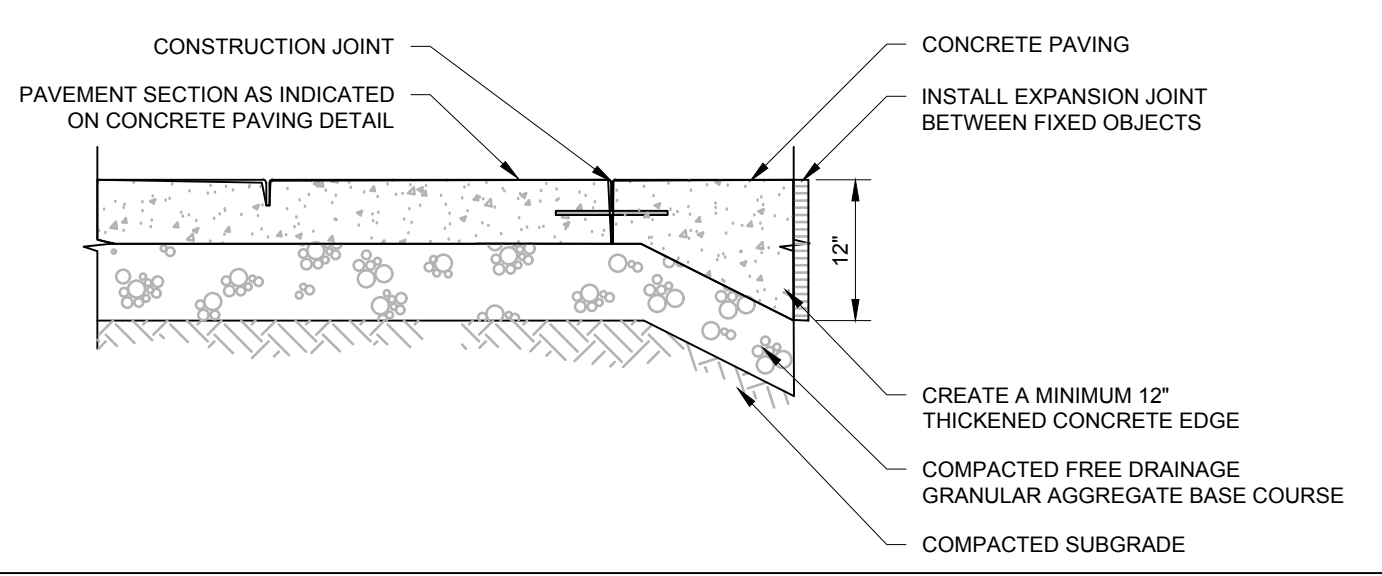 CONSTRUCTION JOINT
PAVEMENT SECTION AS INDICATED
ON CONCRETE PAVING DETAIL
CONCRETE PAVING
INSTALL EXPANSION JOINT
BETWEEN FIXED OBJECTS
12"
CREATE A MINIMUM 12"
THICKENED CONCRETE EDGE
COMPACTED FREE DRAINAGE
GRANULAR AGGREGATE BASE COURSE
COMPACTED SUBGRADE